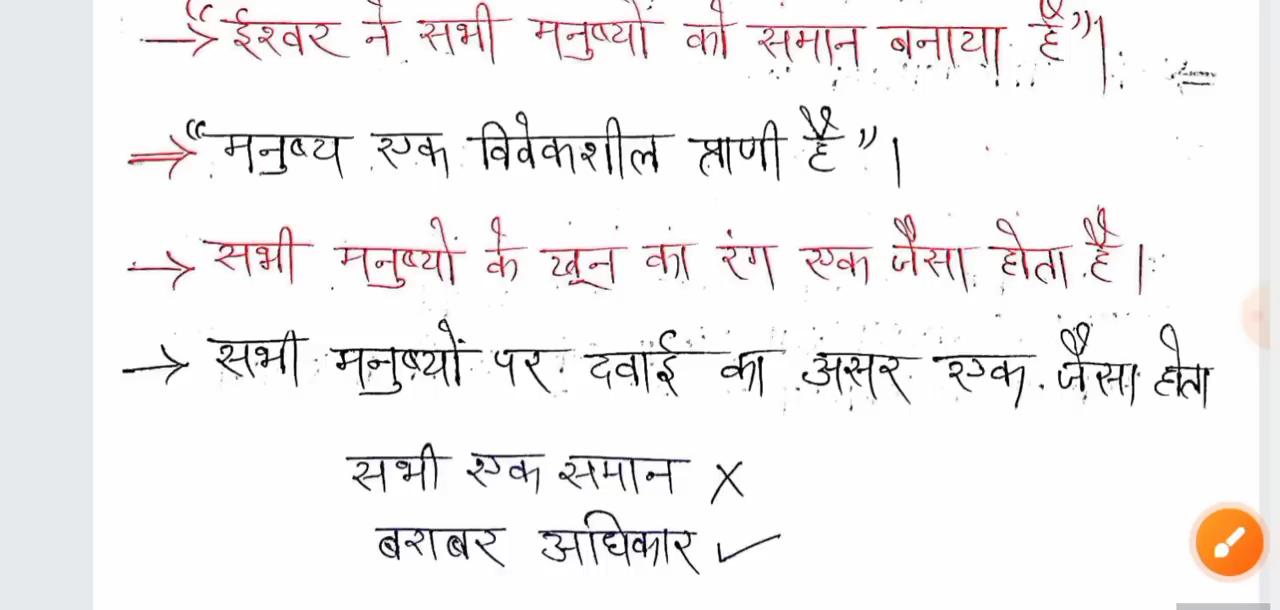 → “ईश्वर ने सभी मनुष्यों को समान बनाया है”।
⇒ “मनुष्य एक विवेकशील प्राणी है”।
→ सभी मनुष्यों के खून का रंग एक जैसा होता है।
→ सभी मनुष्यों पर दवाई का असर एक जैसा होता
सभी एक समान ×
बराबर अधिकार ✓